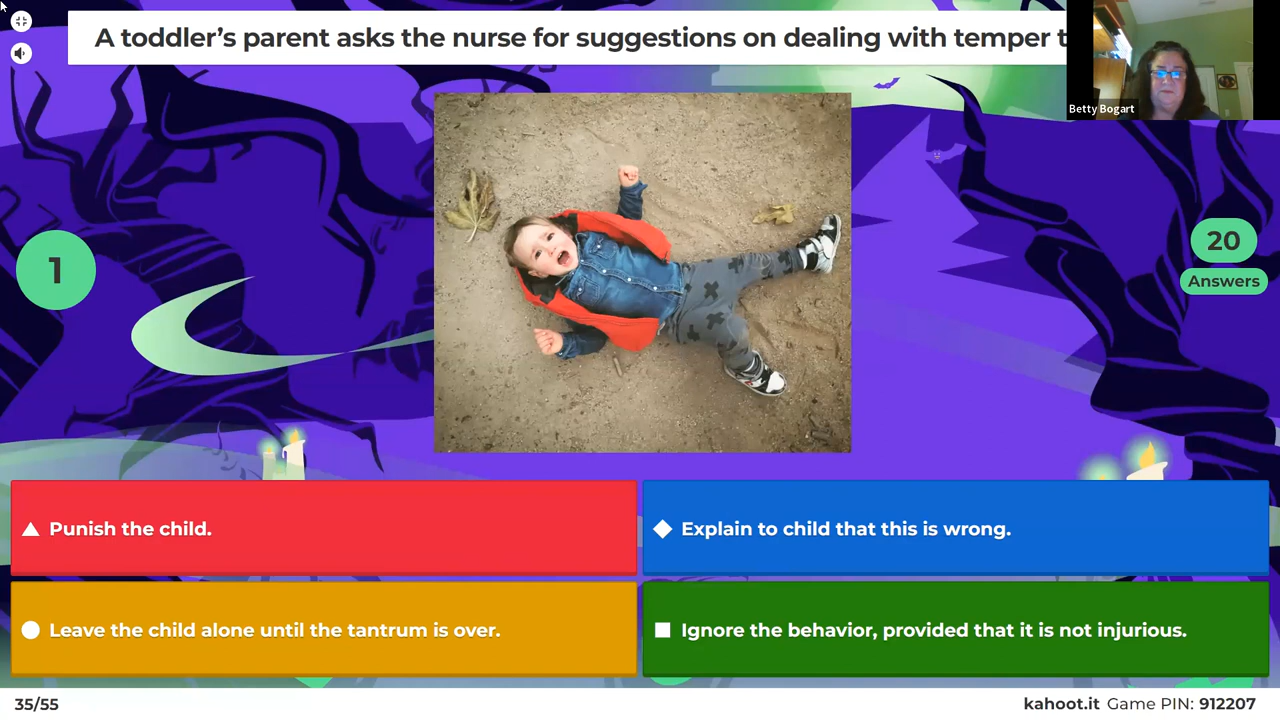 A toddler's parent asks the nurse for suggestions on dealing with temper t
Betty Bogart
1
20
Answers
Punish the child.
Explain to child that this is wrong.
Leave the child alone until the tantrum is over.
Ignore the behavior, provided that it is not injurious.
35/55
kahoot.it Game PIN: 912207